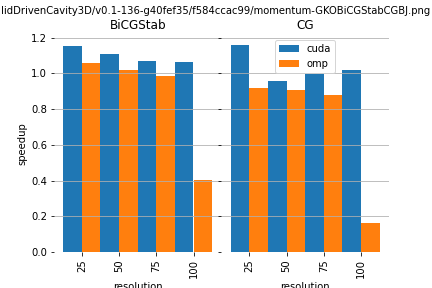 lidDrivenCavity3D/v0.1-136-g40fef35/f584ccac99/momentum-GKOBiCGStabCGBJ.png
BiCGStab CG
1.2
1.0
0.8
0.6
0.4
0.2
0.0
speedup
cuda
omp
25 50 75 100 25 50 75 100
resolution resolution